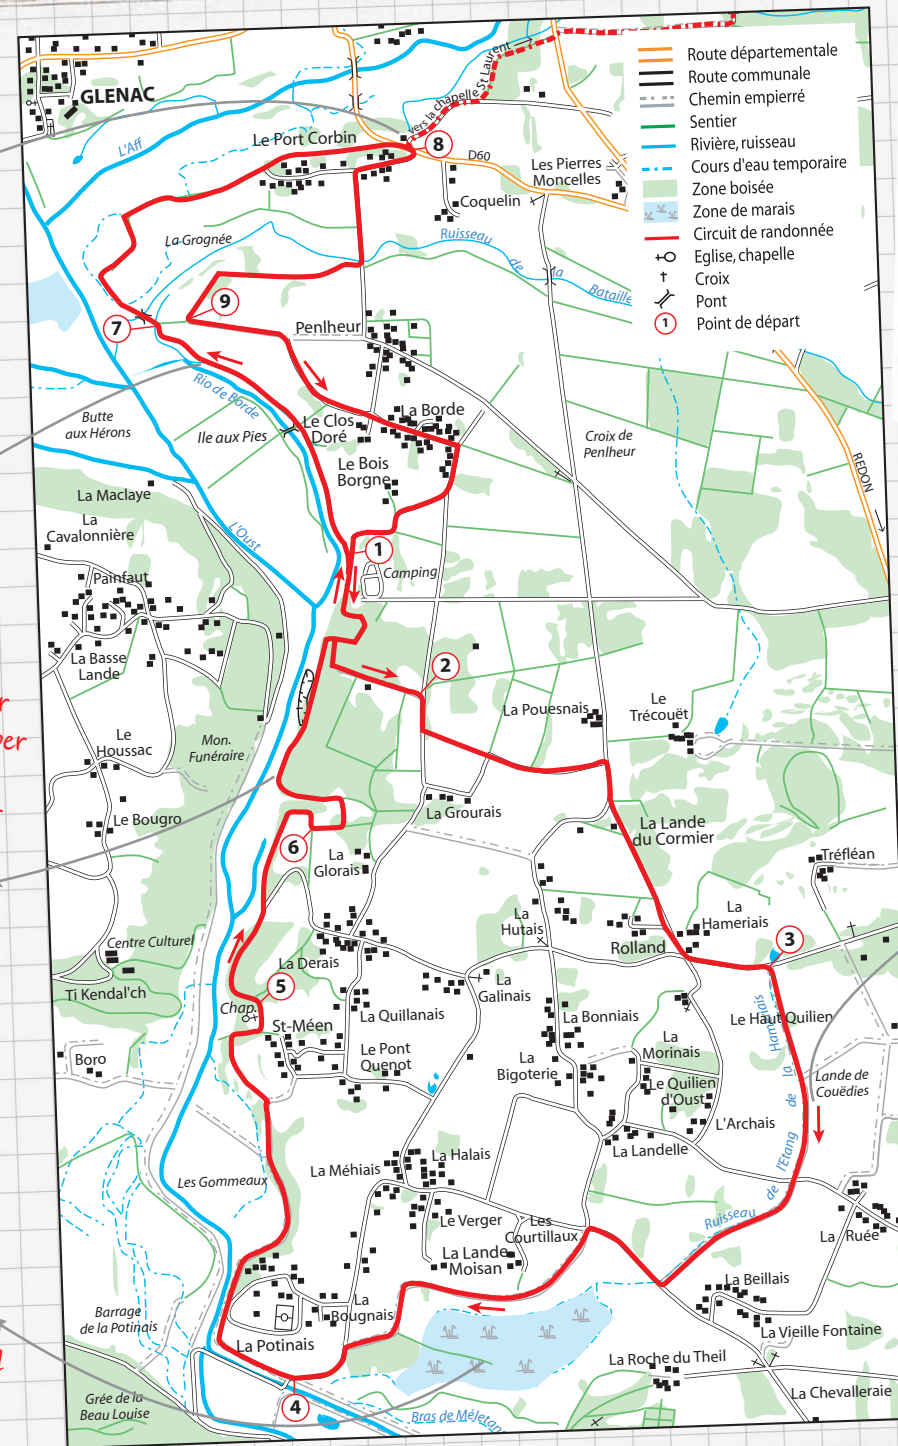 GLENAC
L'Aff
vers la chapelle St Laurent
Le Port Corbin
8
D60
Les Pierres
Moncelles
Coquelin
Route départementale
Route communale
Chemin empierré
Sentier
Rivière, ruisseau
Cours d'eau temporaire
Zone boisée
Zone de marais
Circuit de randonnée
Eglise, chapelle
Croix
Pont
1 Point de départ
La Grognée
Ruisseau
de
la
Bataille
9
7
Penlheur
Rio de Borde
Butte
aux Hérons
Ile aux Pies
Le Clos
Doré
La Borde
Croix de
Penlheur
REDON
Le Bois
Borgne
La Maclaye
La
Cavalonnière
L'Oust
1
Camping
Painfaut
La Basse
Lande
2
La Pouesnais
Le
Trécouët
r
per
Le
Houssac
Mon.
Funéraire
La Grourais
Le Bougro
6
La
Glorais
La Lande
du Cormier
Tréfléan
La
Hutais
La
Hameriais
Rolland
3
Centre Culturel
La Derais
Ti Kendal'ch
5
La
Galinais
Chap.
St-Méen
La Quillanais
La Bonniais
Le Haut Quilien
Boro
Le Pont
Quenot
La
Bigoterie
La
Morinais
Le Quilien
d'Oust
Lande de
Couëdies
L'Archais
Hamriais
la
de
l'Etang
de
Ruisseau
La Landelle
La Méhiais
La Halais
Les Gommeaux
Le Verger
Les
Courtillaux
La Lande
Moisan
La Ruée
La Beillais
Barrage
de la Potinais
La
Bougnais
La Potinais
La Vieille Fontaine
La Roche du Theil
Grée de la
Beau Louise
4
Bras de Méletan
La Chevalleraie